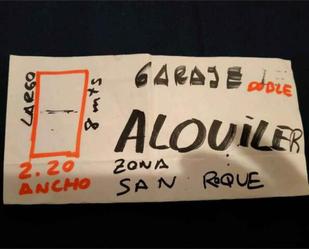 GARAJE
DOBLE
LARGO
8 mts
ALQUILER
2.20
ANCHO
ZONA
SAN ROQUE